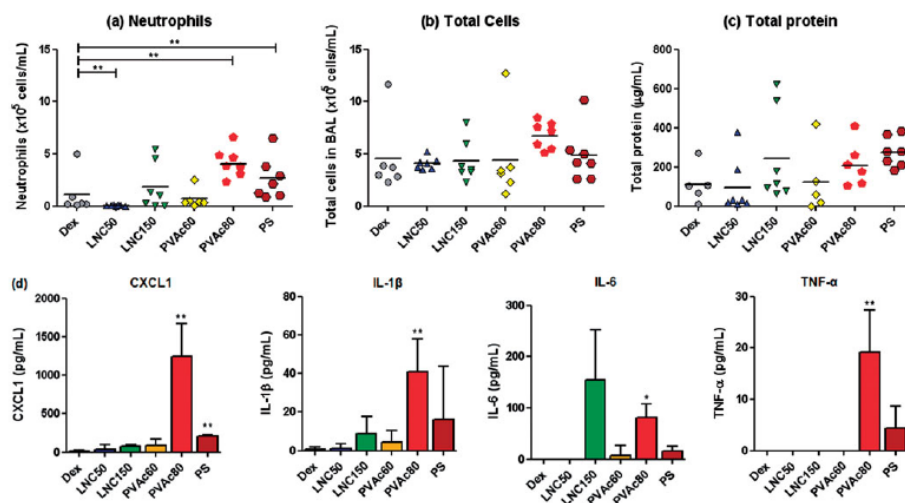 (a) Neutrophils
(b) Total Cells
(c) Total protein
Neutrophils (x10⁵ cells/mL)
15
10
5
0
**
**
**
Dex
LNC50
LNC150
PVAc60
PVAc80
PS
Total cells in BAL (x10⁵ cells/mL)
15
10
5
0
Dex
LNC50
LNC150
PVAc60
PVAc80
PS
Total protein (µg/mL)
800
600
400
200
0
Dex
LNC50
LNC150
PVAc60
PVAc80
PS
(d)
CXCL1
CXCL1 (pg/mL)
2000
1500
1000
500
0
**
**
Dex
LNC50
LNC150
PVAc60
PVAc80
PS
IL-1β
IL-1β (pg/mL)
60
40
20
0
**
Dex
LNC50
LNC150
PVAc60
PVAc80
PS
IL-6
IL-6 (pg/mL)
300
200
100
0
*
Dex
LNC50
LNC150
PVAc60
PVAc80
PS
TNF-α
TNF-α (pg/mL)
30
20
10
0
**
Dex
LNC50
LNC150
PVAc60
PVAc80
PS